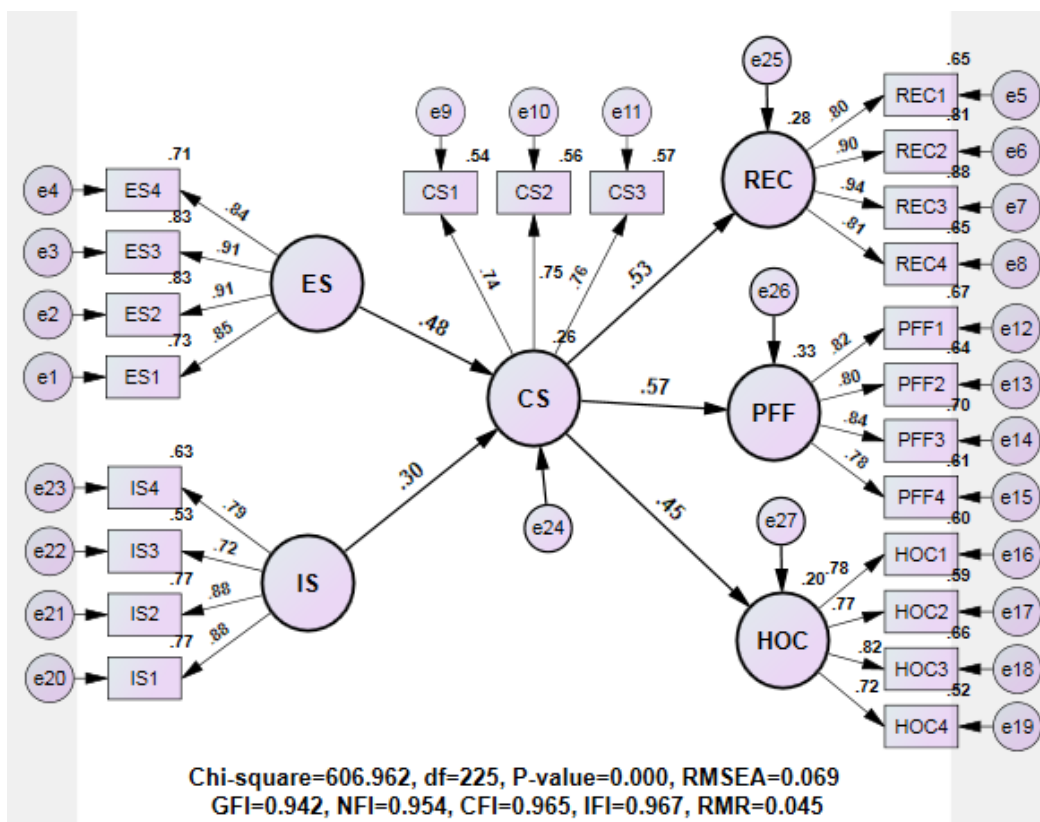 e25
.65
e9
e10
e11
.28
.80
REC1
e5
.81
.71
.54
.56
.57
.90
REC2
e6
e4
ES4
CS1
CS2
CS3
REC
.88
.84
.94
REC3
e7
.83
.65
e3
ES3
.91
.81
REC4
e8
.83
ES
.74
.75
.76
.53
e26
.67
e2
ES2
.91
.82
PFF1
e12
.73
.85
.48
.26
.33
.64
e1
ES1
.80
PFF2
e13
CS
.57
PFF
.70
.84
PFF3
e14
.63
.61
e23
IS4
.79
.30
.78
PFF4
e15
.53
.45
e27
.60
e22
IS3
.72
e24
HOC1
e16
.77
IS
.20
.78
.59
e21
IS2
.88
.77
HOC2
e17
.77
.88
HOC
.66
e20
IS1
.82
HOC3
e18
.72
.52
HOC4
e19
Chi-square=606.962, df=225, P-value=0.000, RMSEA=0.069
GFI=0.942, NFI=0.954, CFI=0.965, IFI=0.967, RMR=0.045